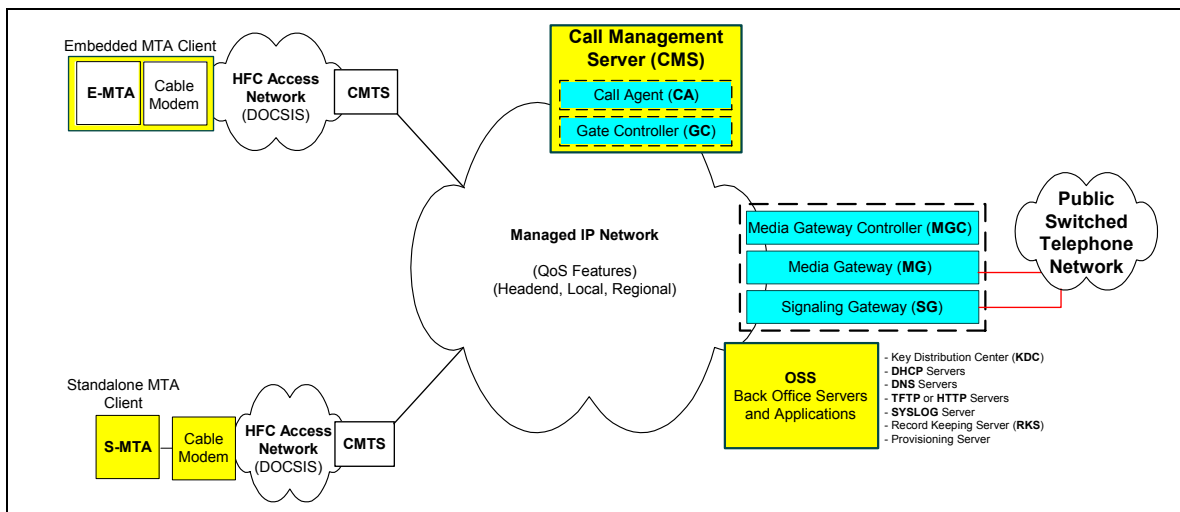 Embedded MTA Client
E-MTA
Cable
Modem
HFC Access
Network
(DOCSIS)
CMTS
Call Management
Server (CMS)
Call Agent (CA)
Gate Controller (GC)
Managed IP Network
(QoS Features)
(Headend, Local, Regional)
Media Gateway Controller (MGC)
Media Gateway (MG)
Signaling Gateway (SG)
Public
Switched
Telephone
Network
OSS
Back Office Servers
and Applications
- Key Distribution Center (KDC)
- DHCP Servers
- DNS Servers
- TFTP or HTTP Servers
- SYSLOG Server
- Record Keeping Server (RKS)
- Provisioning Server
Standalone MTA
Client
S-MTA
Cable
Modem
HFC Access
Network
(DOCSIS)
CMTS